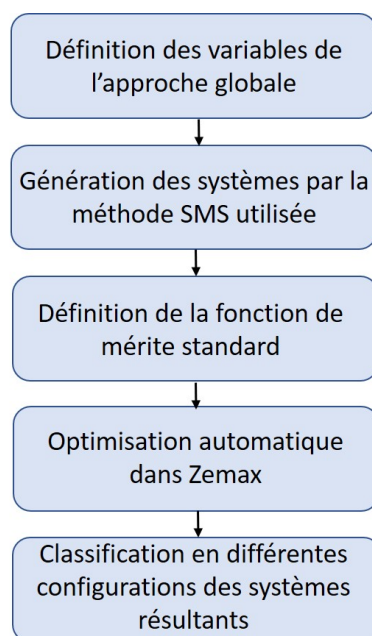 Définition des variables de
l’approche globale
Génération des systèmes par la
méthode SMS utilisée
Définition de la fonction de
mérite standard
Optimisation automatique
dans Zemax
Classification en différentes
configurations des systèmes
résultants